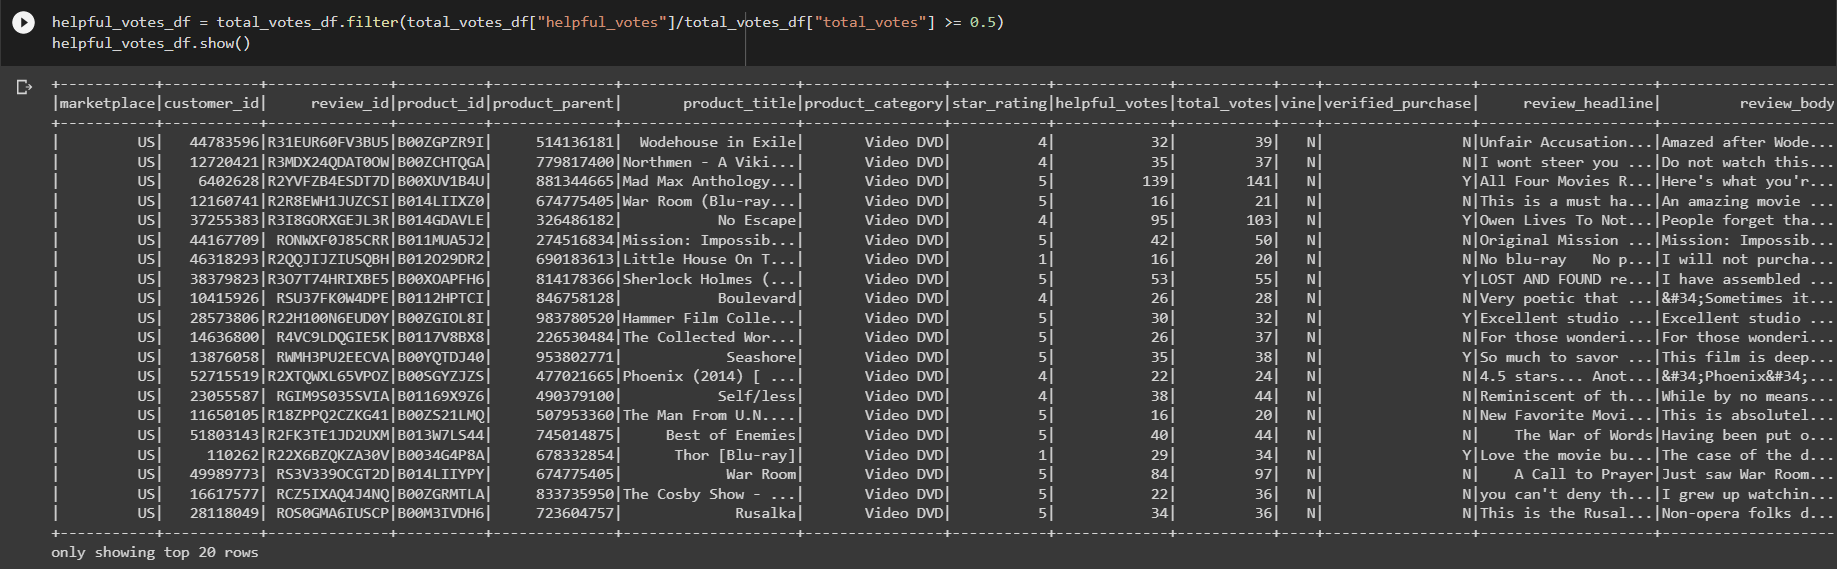 helpful_votes_df = total_votes_df.filter(total_votes_df["helpful_votes"]/total_votes_df["total_votes"] >= 0.5)
helpful_votes_df.show()
+-----------+-----------+--------------+----------+--------------+--------------------+----------------+-----------+-------------+-----------+----+-----------------+--------------------+--------------------
|marketplace|customer_id|     review_id|product_id|product_parent|       product_title|product_category|star_rating|helpful_votes|total_votes|vine|verified_purchase|     review_headline|         review_body
+-----------+-----------+--------------+----------+--------------+--------------------+----------------+-----------+-------------+-----------+----+-----------------+--------------------+--------------------
|         US|   44783596|R31EUR60FV3BU5|B00ZGPZR9I|     514136181|  Wodehouse in Exile|       Video DVD|          4|           32|         39|   N|                N|Unfair Accusation...|Amazed after Wode...
|         US|   12720421|R3MDX24QDAT0OW|B00ZCHTQGA|     779817400|Northmen - A Viki...|       Video DVD|          4|           35|         37|   N|                N|I wont steer you ...|Do not watch this...
|         US|    6402628|R2YVFZB4ESDT7D|B00XUV1B4U|     881344665|Mad Max Anthology...|       Video DVD|          5|          139|        141|   N|                Y|All Four Movies R...|Here's what you'r...
|         US|   12160741|R2R8EWH1JUZCSI|B014LIIXZ0|     674775405|War Room (Blu-ray...|       Video DVD|          5|           16|         21|   N|                N|This is a must ha...|An amazing movie ...
|         US|   37255383|R3I8GORXGEJL3R|B014GDAVLE|     326486182|           No Escape|       Video DVD|          4|           95|        103|   N|                Y|Owen Lives To Not...|People forget tha...
|         US|   44167709| RONWXF0J85CRR|B011MUA5J2|     274516834|Mission: Impossib...|       Video DVD|          5|           42|         50|   N|                N|Original Mission ...|Mission: Impossib...
|         US|   46318293|R2QQJIJZIUSQBH|B012O29DR2|     690183613|Little House On T...|       Video DVD|          1|           16|         20|   N|                N|No blu-ray   No p...|I will not purcha...
|         US|   38379823|R3O7T74HRIXBE5|B00XOAPFH6|     814178366|Sherlock Holmes (...|       Video DVD|          5|           53|         55|   N|                Y|LOST AND FOUND re...|I have assembled ...
|         US|   10415926| RSU37FK0W4DPE|B0112HPTCI|     846758128|           Boulevard|       Video DVD|          4|           26|         28|   N|                N|Very poetic that ...|&#34;Sometimes it...
|         US|   28573806|R22H100N6EUD0Y|B00ZGIOL8I|     983780520|Hammer Film Colle...|       Video DVD|          5|           30|         32|   N|                Y|Excellent studio ...|Excellent studio ...
|         US|   14636800| R4VC9LDQGIE5K|B0117V8BX8|     226530484|The Collected Wor...|       Video DVD|          5|           26|         37|   N|                N|For those wonderi...|For those wonderi...
|         US|   13876058| RWMH3PU2EECVA|B00YQTDJ40|     953802771|            Seashore|       Video DVD|          5|           35|         38|   N|                Y|So much to savor ...|This film is deep...
|         US|   52715519|R2XTQWXL65VPOZ|B00SGYZJZS|     477021665|Phoenix (2014) [ ...|       Video DVD|          4|           22|         24|   N|                N|4.5 stars... Anot...|&#34;Phoenix&#34;...
|         US|   23055587| RGIM9S035SVIA|B01169X9Z6|     490379100|           Self/less|       Video DVD|          4|           38|         44|   N|                N|Reminiscent of th...|While by no means...
|         US|   11650105|R18ZPPQ2CZKG41|B00ZS21LMQ|     507953360|The Man From U.N....|       Video DVD|          5|           16|         20|   N|                N|New Favorite Movi...|This is absolutel...
|         US|   51803143|R2FK3TE1JD2UXM|B013W7LS44|     745014875|     Best of Enemies|       Video DVD|          5|           40|         44|   N|                N|    The War of Words|Having been put o...
|         US|     110262|R22X6BZQKZA30V|B0034G4P8A|     678332854|      Thor [Blu-ray]|       Video DVD|          1|           29|         34|   N|                Y|Love the movie bu...|The case of the d...
|         US|   49989773| RS3V339OCGT2D|B014LIIYPY|     674775405|            War Room|       Video DVD|          5|           84|         97|   N|                N|    A Call to Prayer|Just saw War Room...
|         US|   16617577| RCZ5IXAQ4J4NQ|B00ZGRMTLA|     833735950|The Cosby Show - ...|       Video DVD|          5|           22|         36|   N|                N|you can't deny th...|I grew up watchin...
|         US|   28118049| ROS0GMA6IUSCP|B00M3IVDH6|     723604757|             Rusalka|       Video DVD|          5|           34|         36|   N|                N|This is the Rusal...|Non-opera folks d...
+-----------+-----------+--------------+----------+--------------+--------------------+----------------+-----------+-------------+-----------+----+-----------------+--------------------+--------------------
only showing top 20 rows